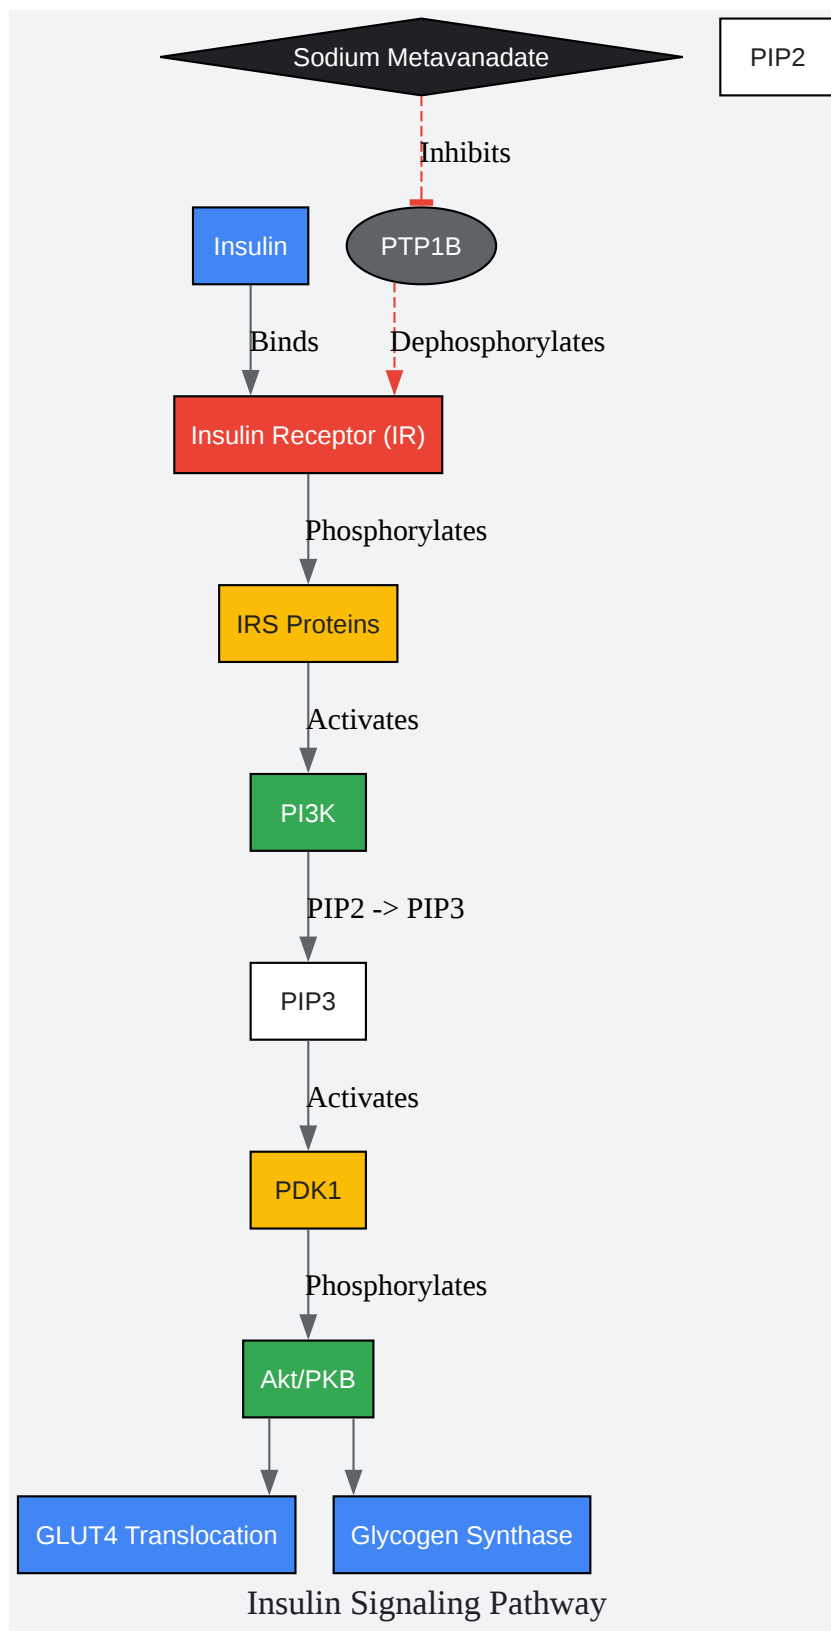 Sodium Metavanadate
PIP2
Inhibits
Insulin
PTP1B
Binds
Dephosphorylates
Insulin Receptor (IR)
Phosphorylates
IRS Proteins
Activates
PI3K
PIP2 -> PIP3
PIP3
Activates
PDK1
Phosphorylates
Akt/PKB
GLUT4 Translocation
Glycogen Synthase
Insulin Signaling Pathway